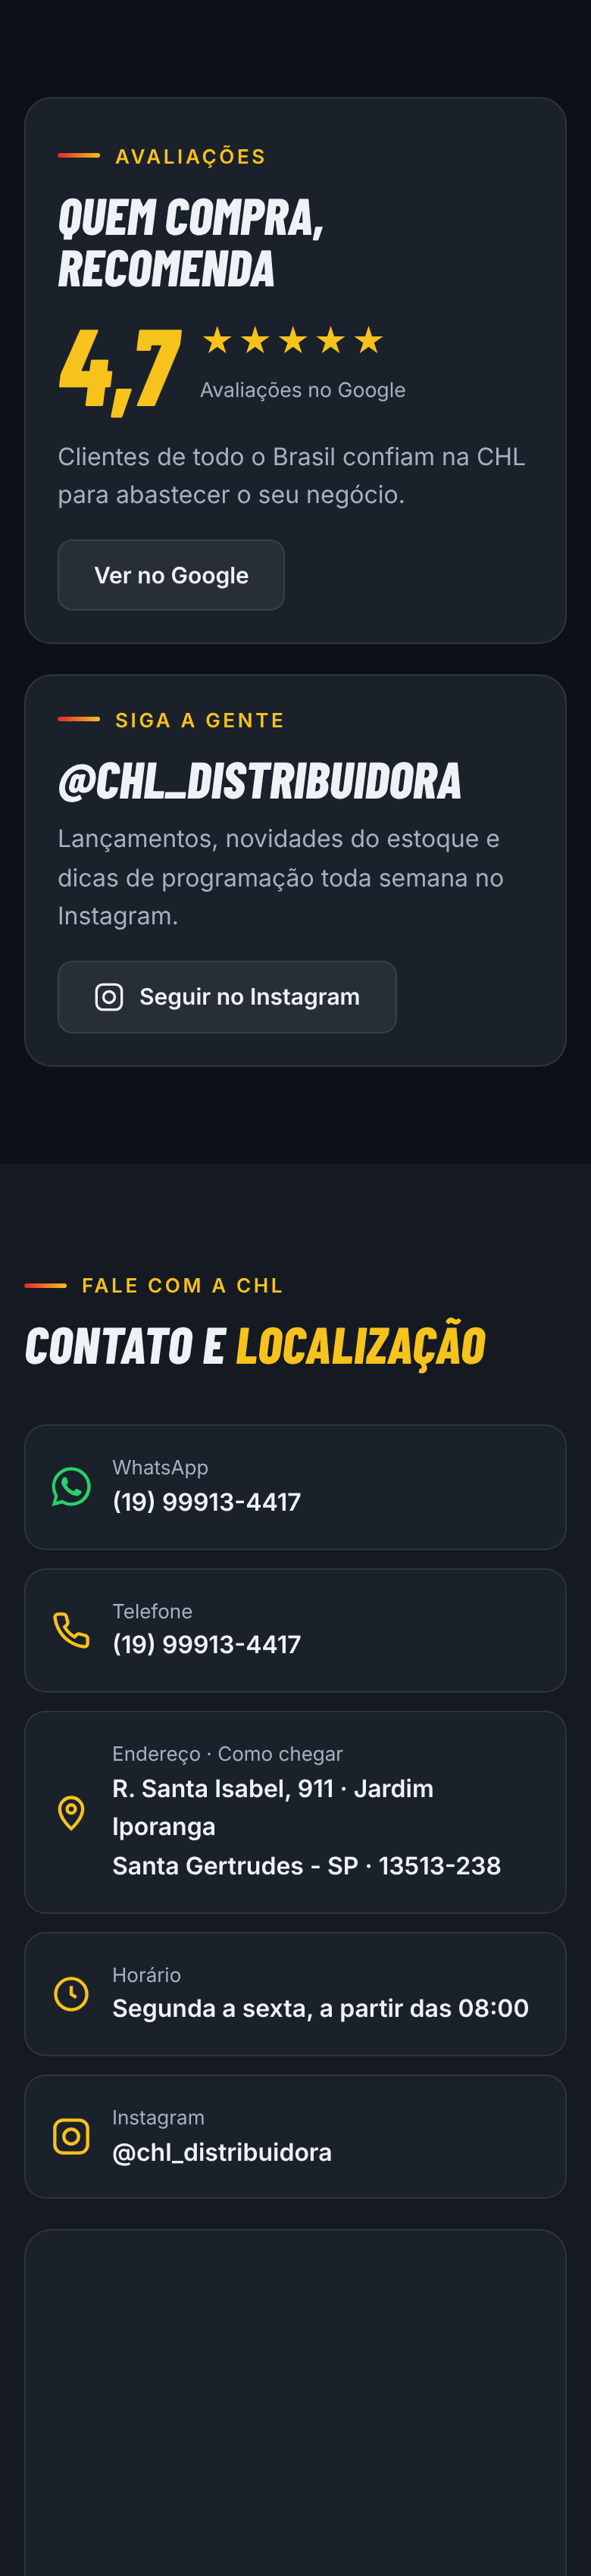 AVALIAÇÕES
QUEM COMPRA,
RECOMENDA
4,7
★★★★★
Avaliações no Google
Clientes de todo o Brasil confiam na CHL
para abastecer o seu negócio.
Ver no Google
SIGA A GENTE
@CHL_DISTRIBUIDORA
Lançamentos, novidades do estoque e
dicas de programação toda semana no
Instagram.
Seguir no Instagram
FALE COM A CHL
CONTATO E LOCALIZAÇÃO
WhatsApp
(19) 99913-4417
Telefone
(19) 99913-4417
Endereço · Como chegar
R. Santa Isabel, 911 · Jardim
Iporanga
Santa Gertrudes - SP · 13513-238
Horário
Segunda a sexta, a partir das 08:00
Instagram
@chl_distribuidora